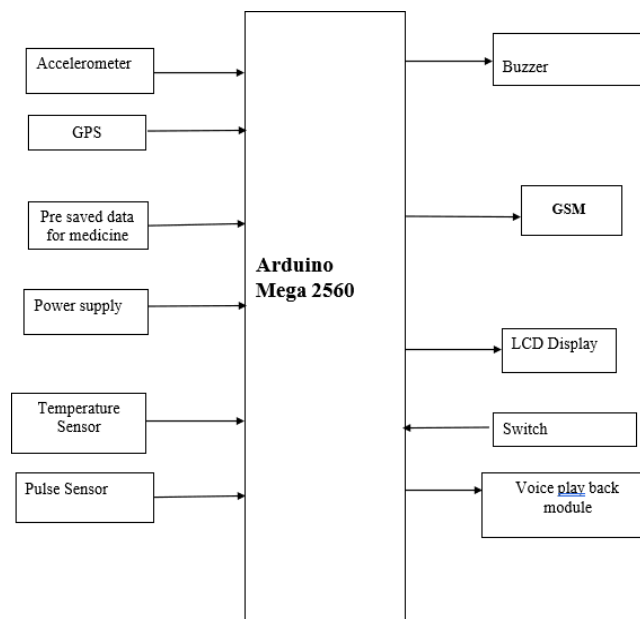 Accelerometer
GPS
Pre saved data
for medicine
Power supply
Temperature
Sensor
Pulse Sensor
Arduino
Mega 2560
Buzzer
GSM
LCD Display
Switch
Voice play back
module